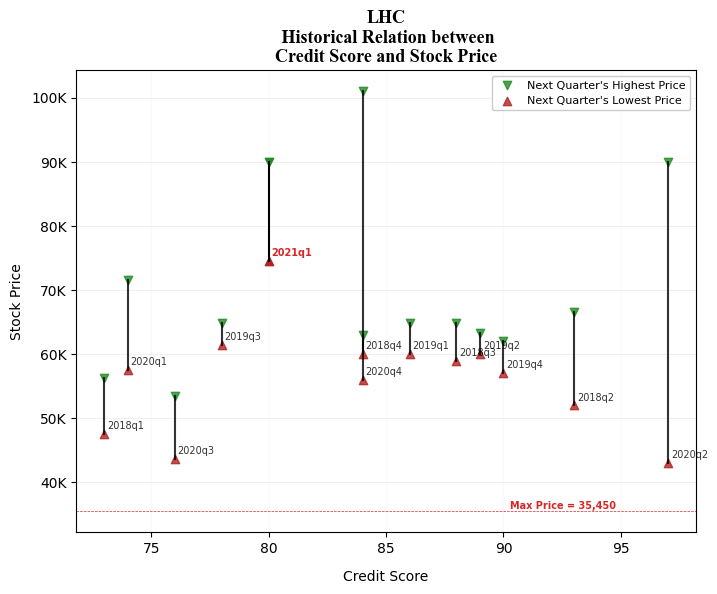 LHC
Historical Relation between
Credit Score and Stock Price
Next Quarter's Highest Price
Next Quarter's Lowest Price
100K
90K
80K
70K
60K
50K
40K
Stock Price
2021q1
2019q3
2018q4
2019q1
2018q3
2019q2
2020q1
2020q4
2019q4
2018q2
2018q1
2020q3
2020q2
Max Price = 35,450
75
80
85
90
95
Credit Score